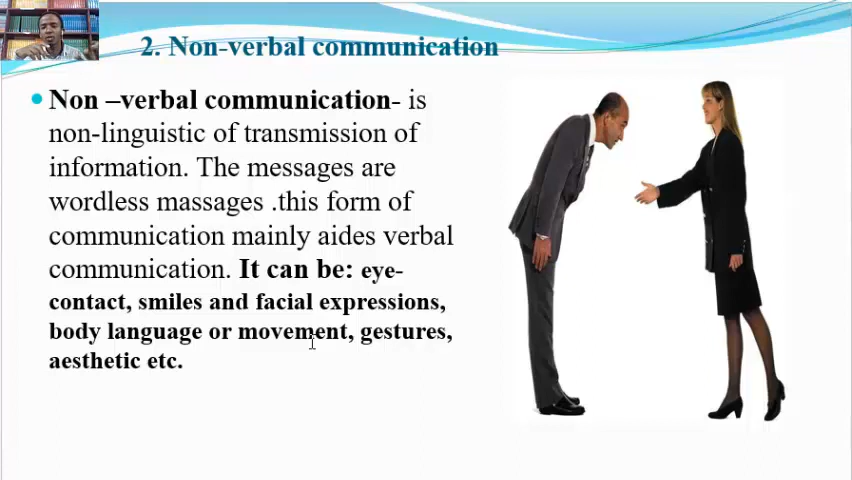 2. Non-verbal communication
Non –verbal communication- is
non-linguistic of transmission of
information. The messages are
wordless massages .this form of
communication mainly aides verbal
communication. It can be: eye-
contact, smiles and facial expressions,
body language or movement, gestures,
aesthetic etc.